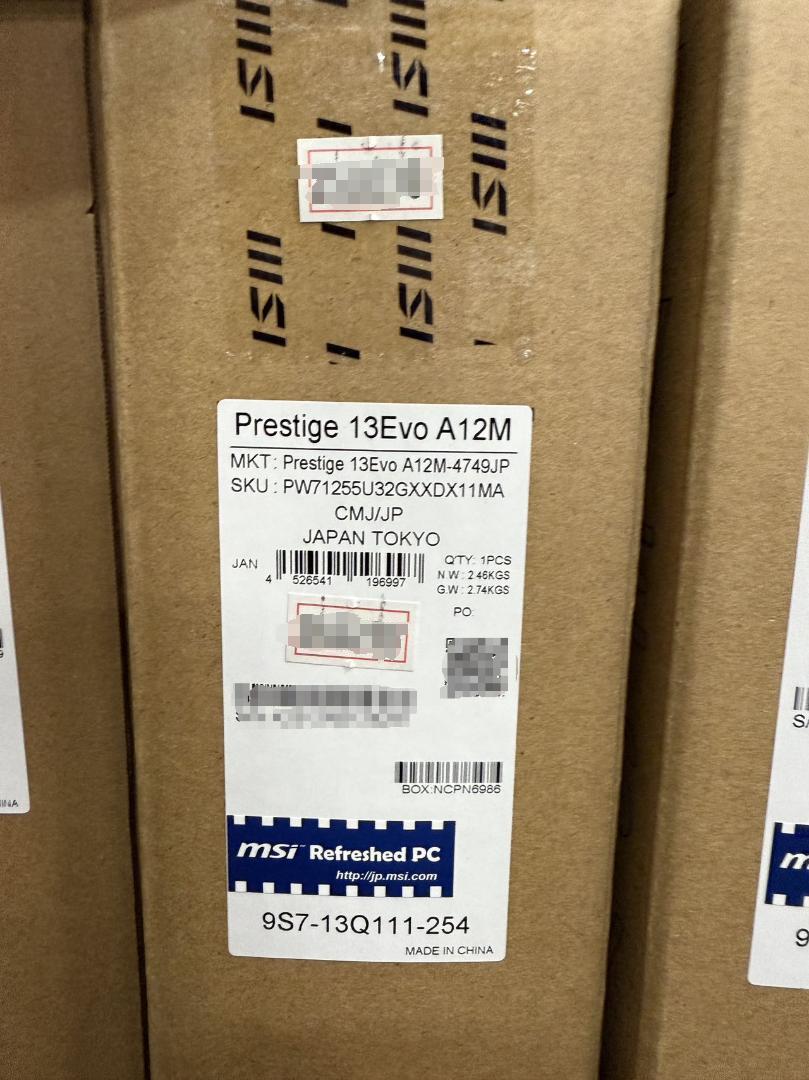 msi
msi
msi
msi
msi
Prestige 13Evo A12M
MKT : Prestige 13Evo A12M-4749JP
SKU : PW71255U32GXXDX11MA
CMJ/JP
JAPAN TOKYO
JAN
4 526541 196997
Q'TY: 1PCS
N.W : 2.46KGS
G.W : 2.74KGS
PO:
BOX:NCPN6986
msi Refreshed PC
http://jp.msi.com
9S7-13Q111-254
MADE IN CHINA